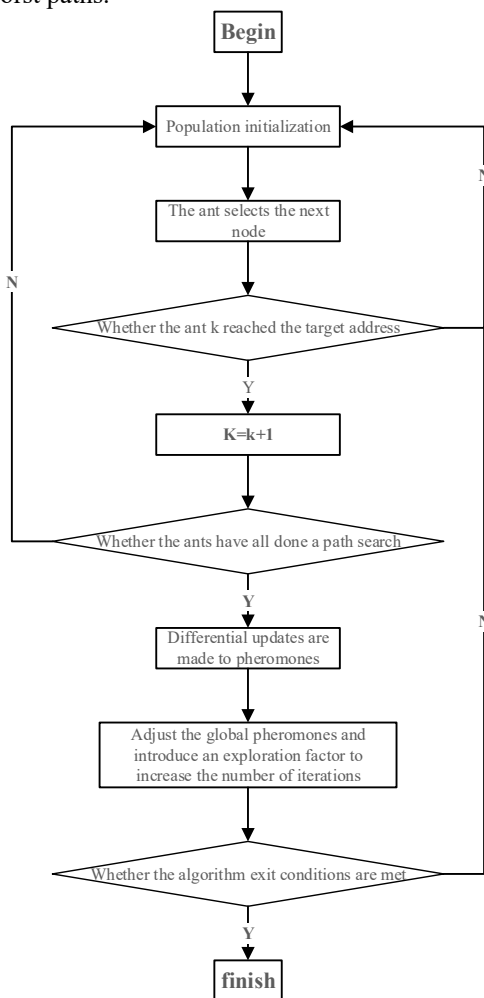 orst paths.
Begin
Population initialization
N
The ant selects the next
node
N
Whether the ant k reached the target address
Y
K=k+1
Whether the ants have all done a path search
Y
N
Differential updates are
made to pheromones
Adjust the global pheromones and
introduce an exploration factor to
increase the number of iterations
Whether the algorithm exit conditions are met
Y
finish